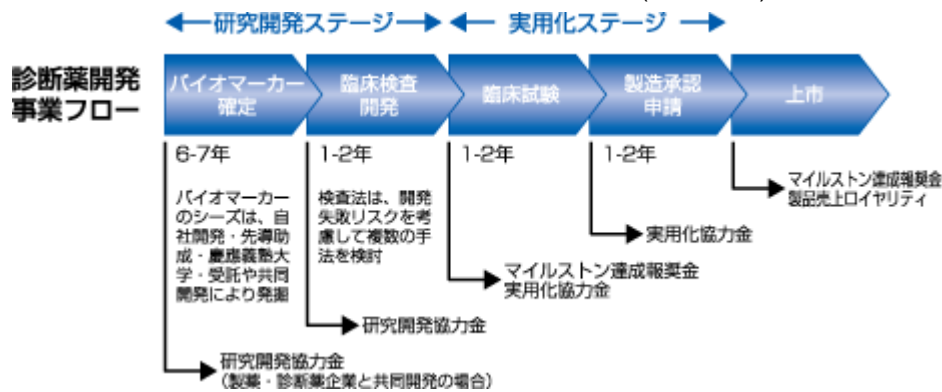 研究開発ステージ
実用化ステージ
診断薬開発
事業フロー
バイオマーカー
確定
臨床検査
開発
臨床試験
製造承認
申請
上市
6-7年
1-2年
1-2年
1-2年
バイオマーカー
のシーズは、自
社開発・先導助
成・慶應義塾大
学・受託や共同
開発により発掘
検査法は、開発
失敗リスクを考
慮して複数の手
法を検討
マイルストン達成報奨金
製品売上ロイヤリティ
実用化協力金
マイルストン達成報奨金
実用化協力金
研究開発協力金
研究開発協力金
(製薬・診断薬企業と共同開発の場合)